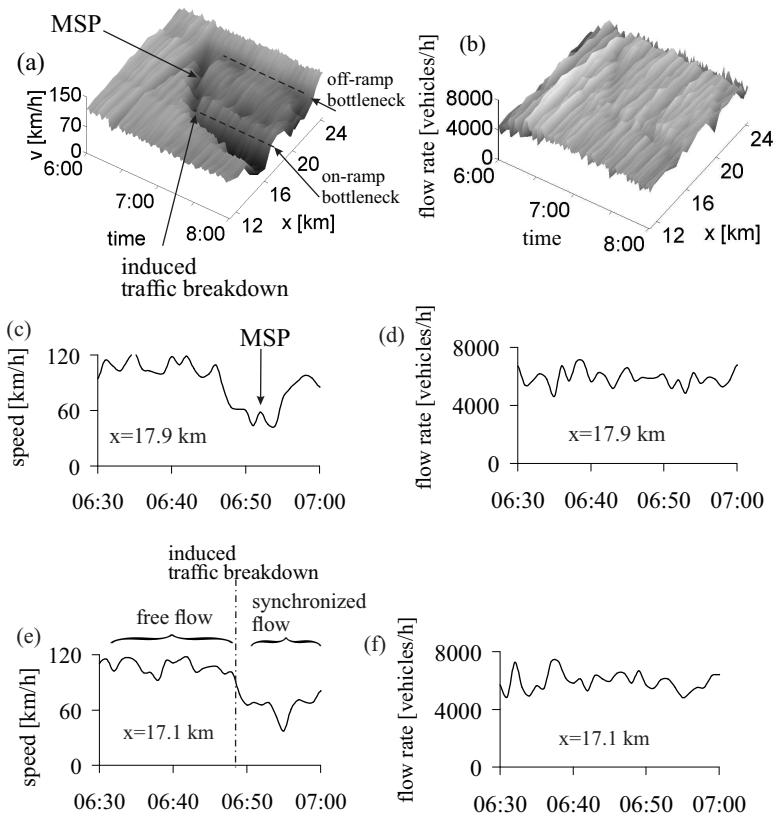 (a)
MSP
v [km/h]
150
70
0
6:00
7:00
8:00
time
12
16
20
24
x [km]
off-ramp
bottleneck
on-ramp
bottleneck
induced
traffic breakdown
(b)
flow rate [vehicles/h]
8000
4000
0
6:00
7:00
8:00
time
12
16
20
24
x [km]
(c)
MSP
speed [km/h]
120
60
0
x=17.9 km
06:30 06:40 06:50 07:00
(d)
flow rate [vehicles/h]
8000
4000
0
x=17.9 km
06:30 06:40 06:50 07:00
(e)
induced
traffic breakdown
free flow
synchronized
flow
speed [km/h]
120
60
0
x=17.1 km
06:30 06:40 06:50 07:00
(f)
flow rate [vehicles/h]
8000
4000
0
x=17.1 km
06:30 06:40 06:50 07:00